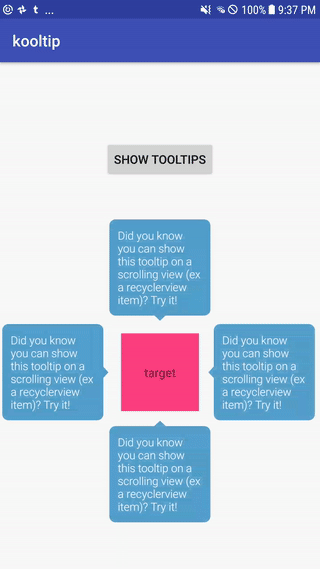 t ... 100% 9:37 PM
kooltip
SHOW TOOLTIPS
Did you know
you can show
this tooltip on a
scrolling view (ex
a recyclerview
item)? Try it!
Did you know
you can show
this tooltip on a
scrolling view (ex
a recyclerview
item)? Try it!
target
Did you know
you can show
this tooltip on a
scrolling view (ex
a recyclerview
item)? Try it!
Did you know
you can show
this tooltip on a
scrolling view (ex
a recyclerview
item)? Try it!